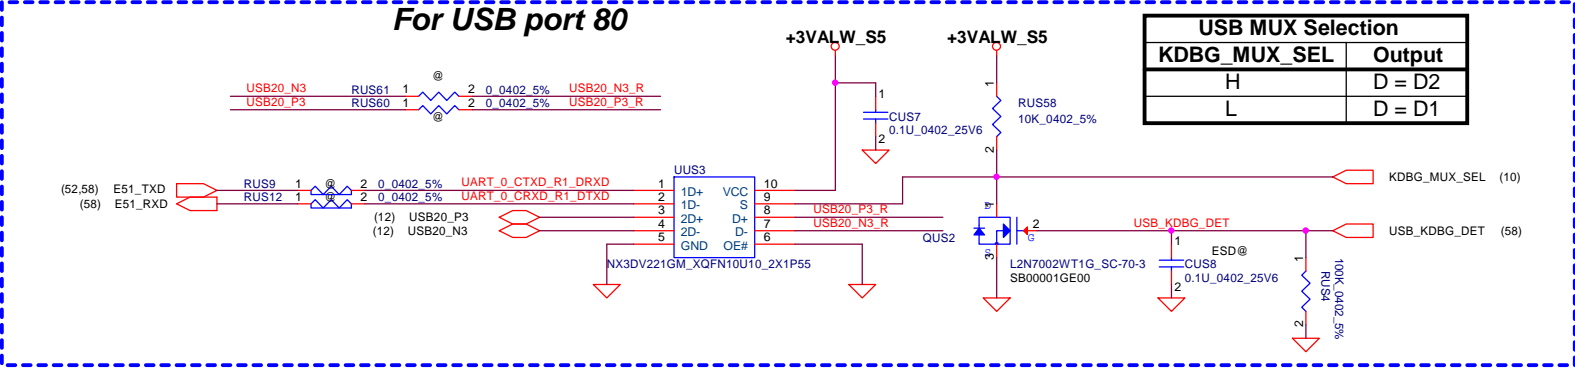 For USB port 80
USB MUX Selection
KDBG_MUX_SEL Output
H D = D2
L D = D1
+3VALW_S5 +3VALW_S5
@
USB20_N3 RUS61 1 2 0_0402_5% USB20_N3_R
USB20_P3 RUS60 1 2 0_0402_5% USB20_P3_R
@
1
CUS7
0.1U_0402_25V6
2
1
RUS58
10K_0402_5%
2
UUS3
(52,58) E51_TXD RUS9 1 @ 2 0_0402_5% UART_0_CTXD_R1_DRXD 1 1D+ VCC 10
(58) E51_RXD RUS12 1 @ 2 0_0402_5% UART_0_CRXD_R1_DTXD 2 1D- S 9
(12) USB20_P3 3 2D+ D+ 8 USB20_P3_R
(12) USB20_N3 4 2D- D- 7 USB20_N3_R
5 GND OE# 6
NX3DV221GM_XQFN10U10_2X1P55
KDBG_MUX_SEL (10)
QUS2
D 1
G 2
S 3
L2N7002WT1G_SC-70-3
SB00001GE00
USB_KDBG_DET
USB_KDBG_DET (58)
ESD@
1
CUS8
0.1U_0402_25V6
2
1
100K_0402_5%
RUS4
2